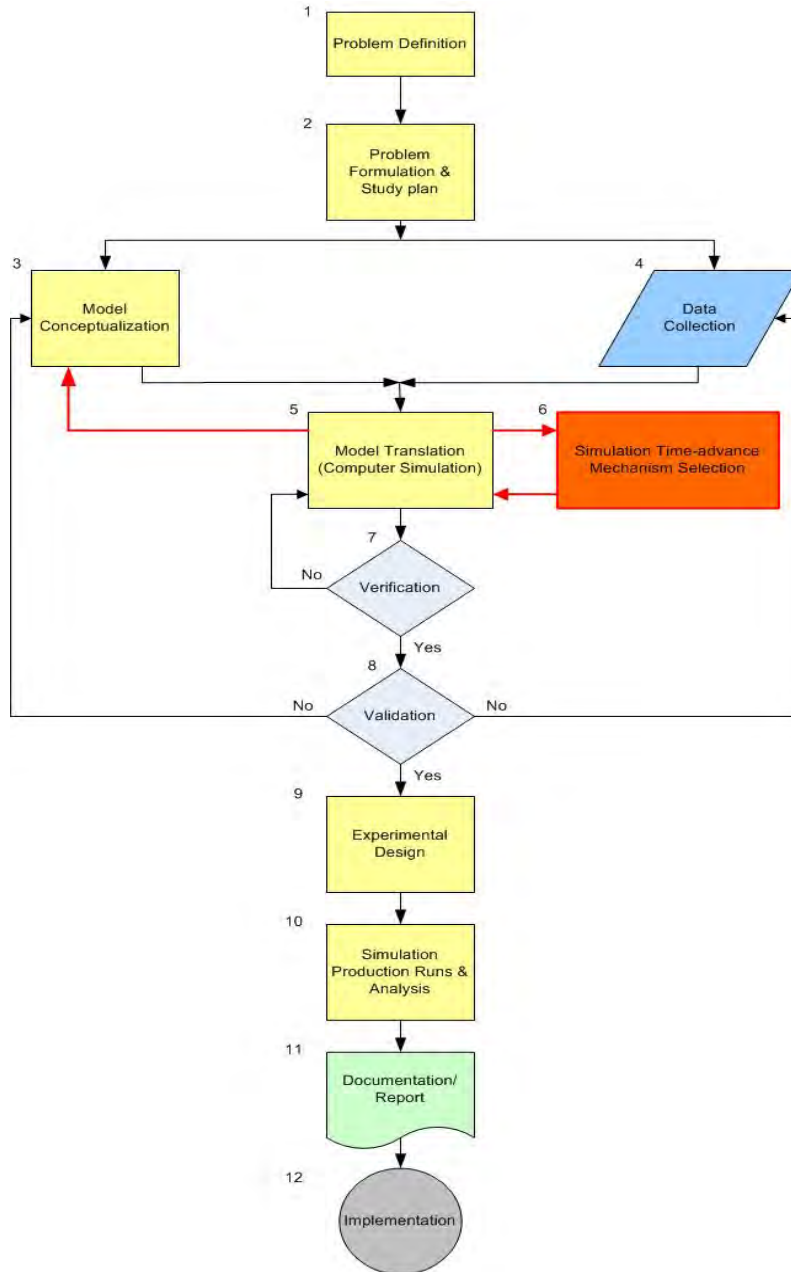 1
Problem Definition
2
Problem
Formulation &
Study plan
3
Model
Conceptualization
4
Data
Collection
5
Model Translation
(Computer Simulation)
6
Simulation Time-advance
Mechanism Selection
7
No
Verification
Yes
8
No
Validation
No
Yes
9
Experimental
Design
10
Simulation
Production Runs &
Analysis
11
Documentation/
Report
12
Implementation